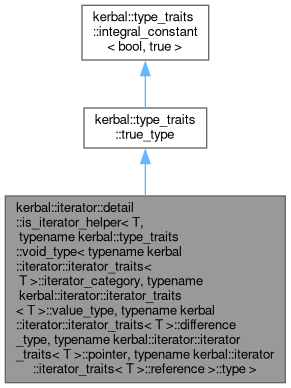 kerbal::type_traits
::integral_constant
< bool, true >
kerbal::type_traits
::true_type
kerbal::iterator::detail
::is_iterator_helper< T,
typename kerbal::type_traits
::void_type< typename kerbal
::iterator::iterator_traits<
T >::iterator_category, typename
kerbal::iterator::iterator_traits
< T >::value_type, typename kerbal
::iterator::iterator_traits< T >::difference
_type, typename kerbal::iterator::iterator
_traits< T >::pointer, typename kerbal::iterator
::iterator_traits< T >::reference >::type >